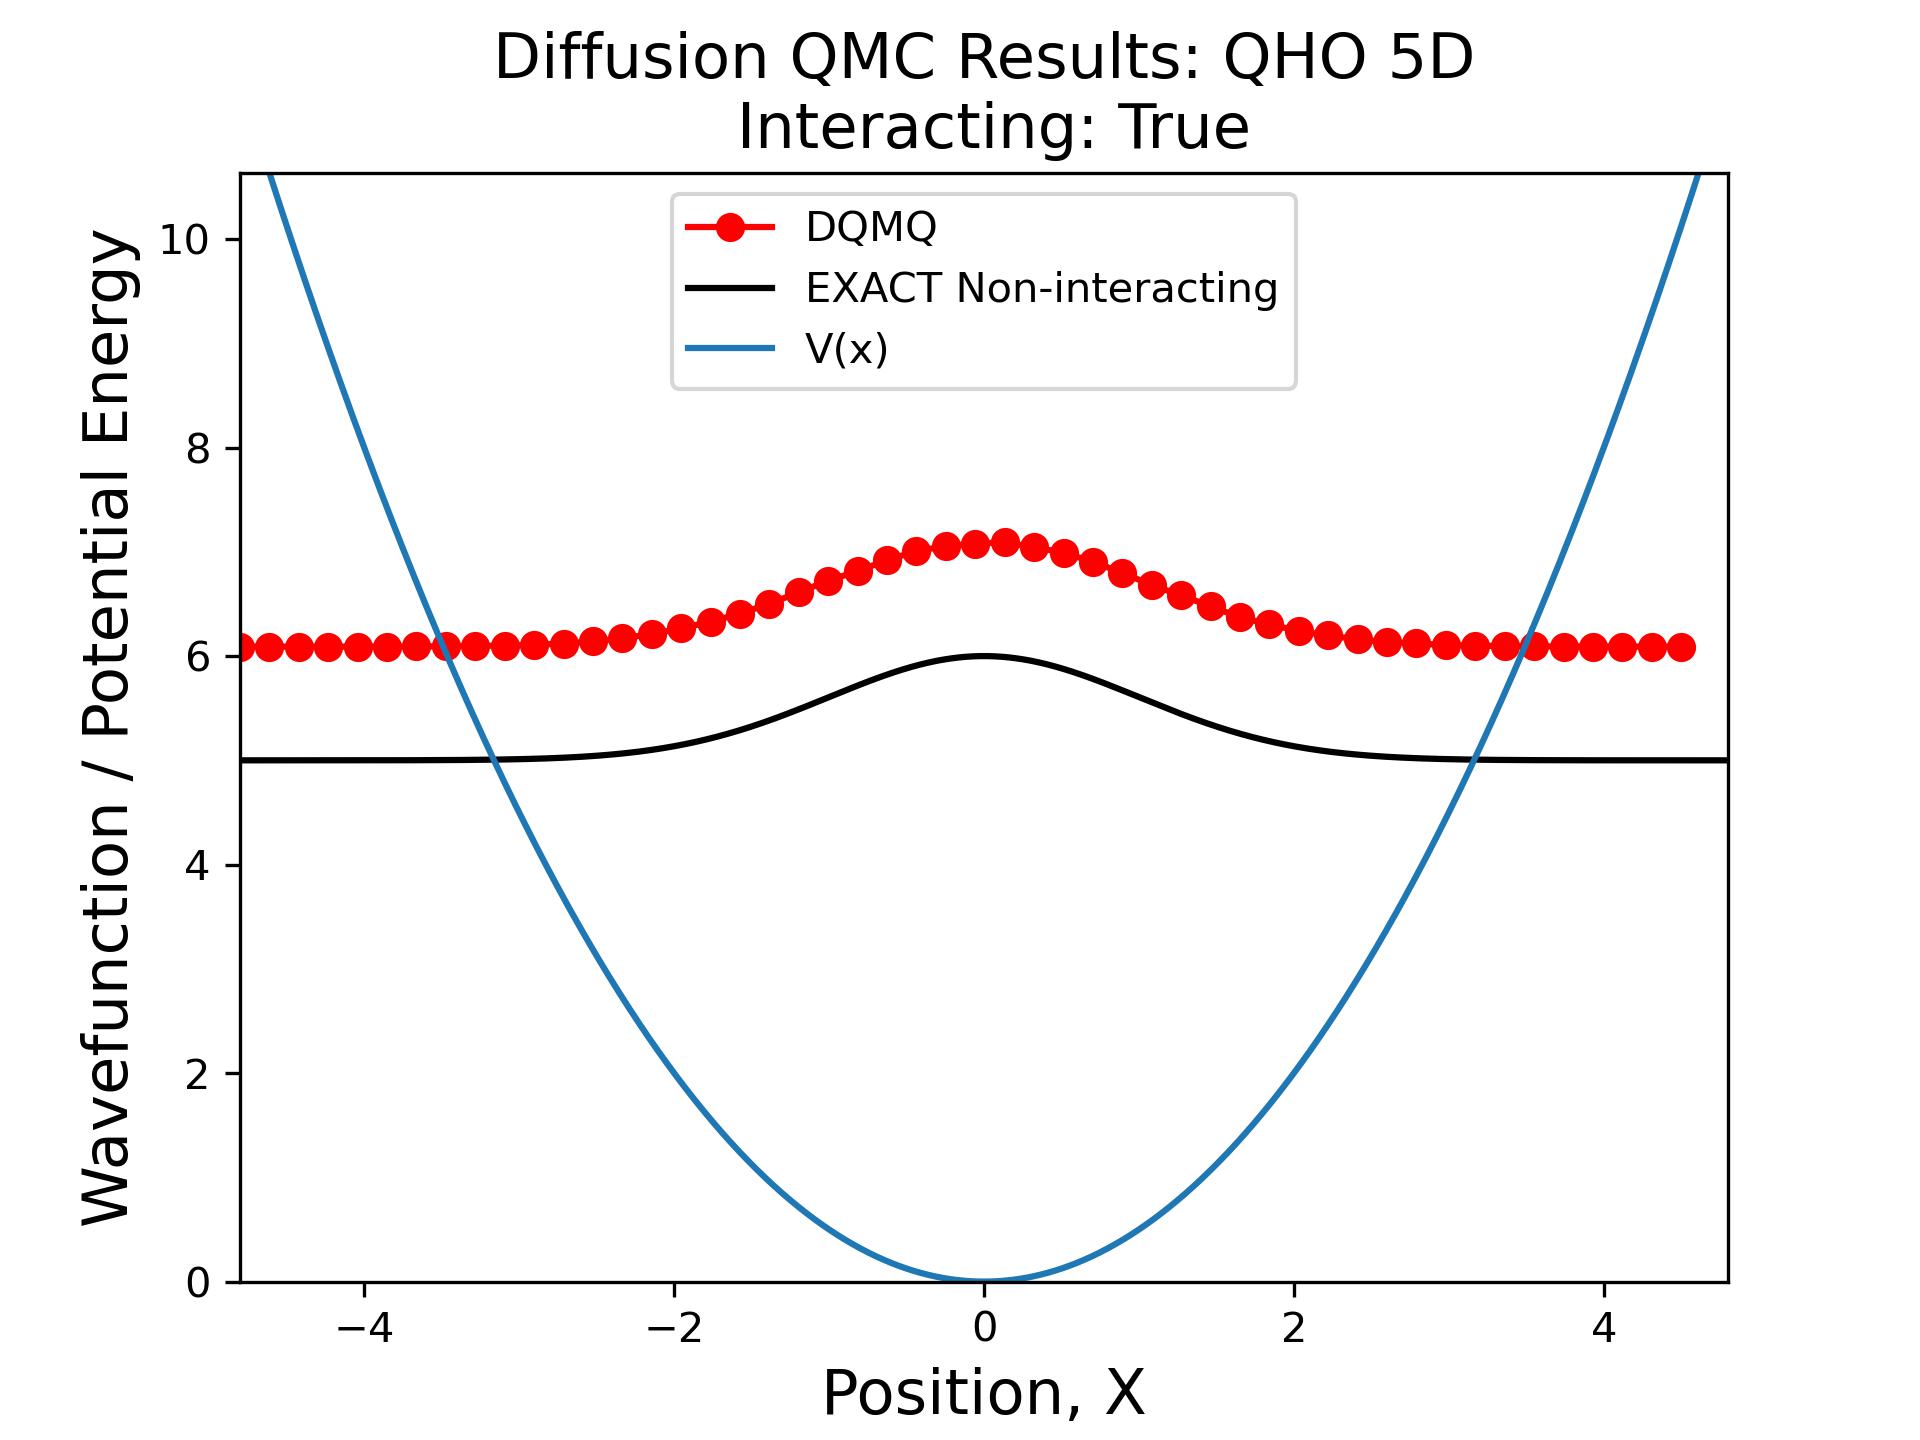 Diffusion QMC Results: QHO 5D
Interacting: True
DQMQ
EXACT Non-interacting
V(x)
Wavefunction / Potential Energy
10
8
6
4
2
0
−4
−2
0
2
4
Position, X